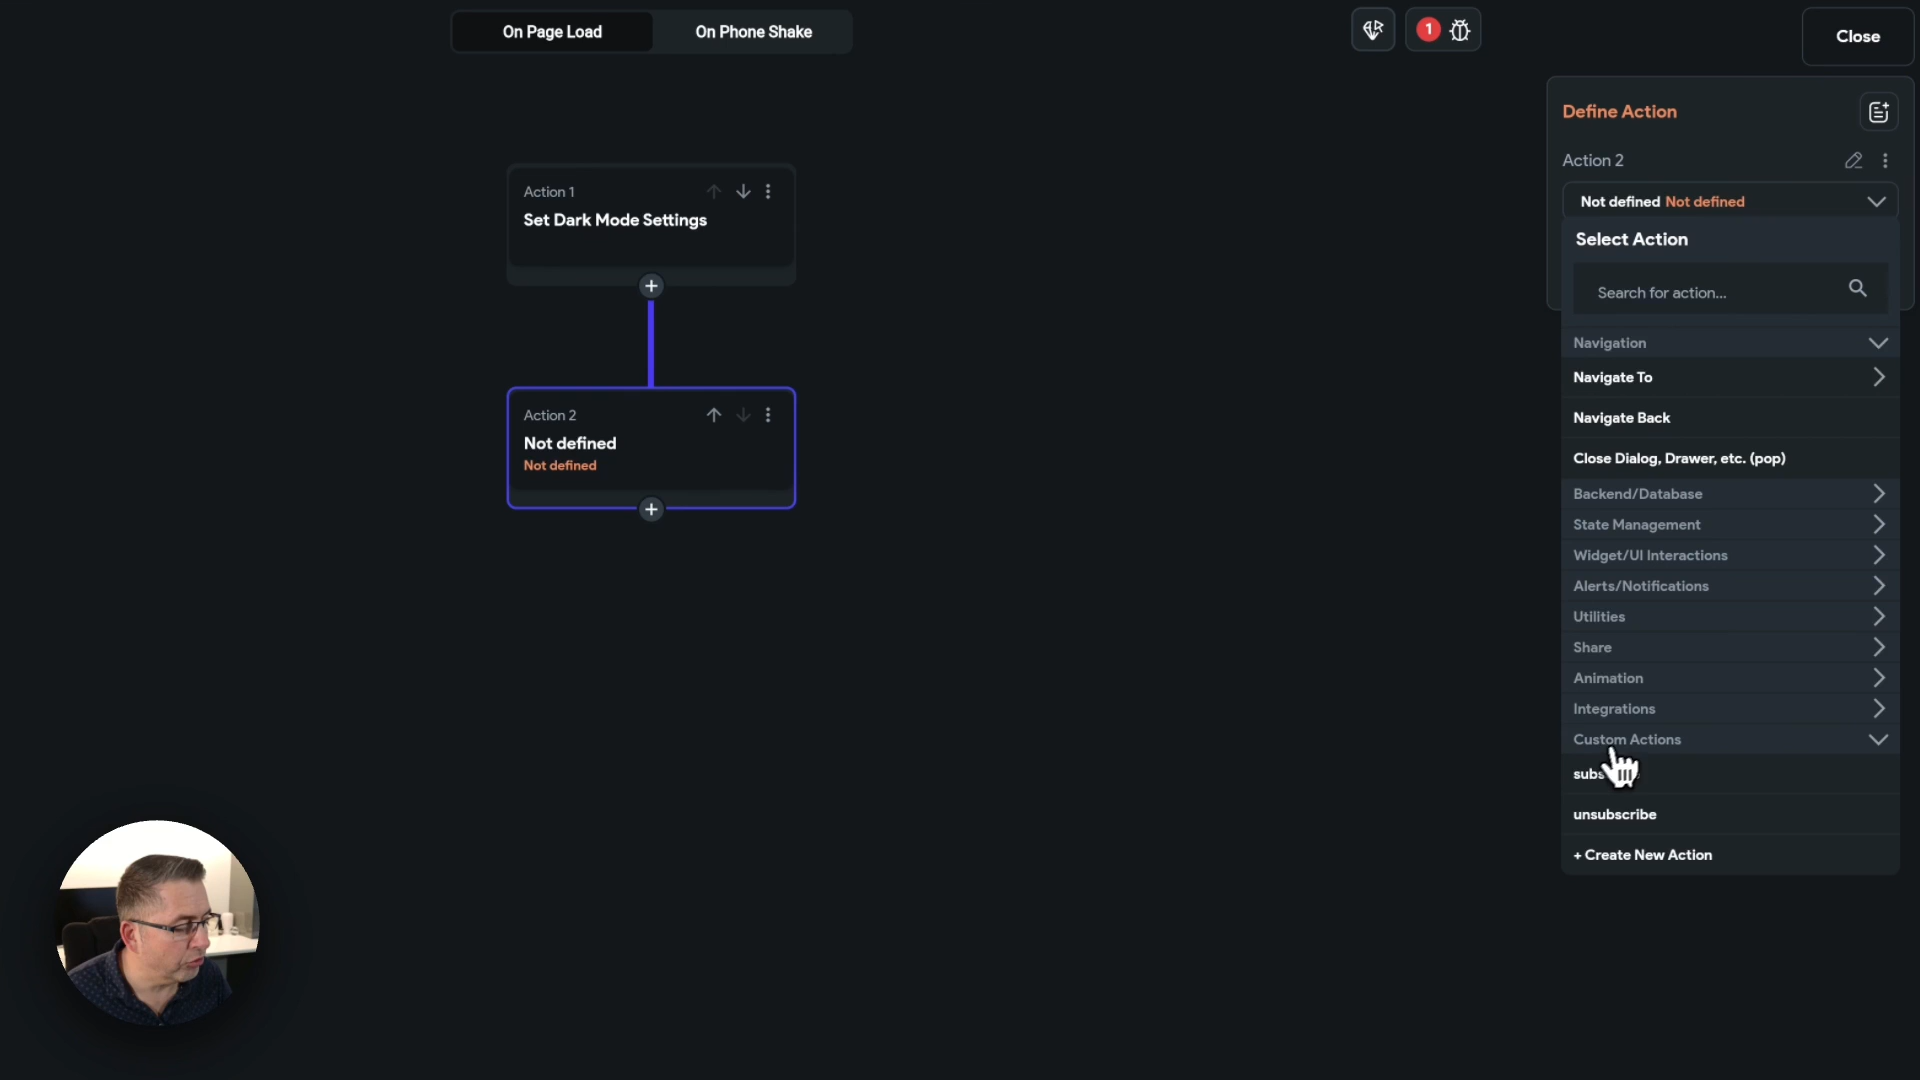 On Page Load
On Phone Shake
1
Close
Define Action
Action 2
Not defined Not defined
Select Action
Search for action...
Navigation
Navigate To
Navigate Back
Close Dialog, Drawer, etc. (pop)
Backend/Database
State Management
Widget/UI Interactions
Alerts/Notifications
Utilities
Share
Animation
Integrations
Custom Actions
unsubscribe
+ Create New Action
Action 1
Set Dark Mode Settings
Action 2
Not defined
Not defined